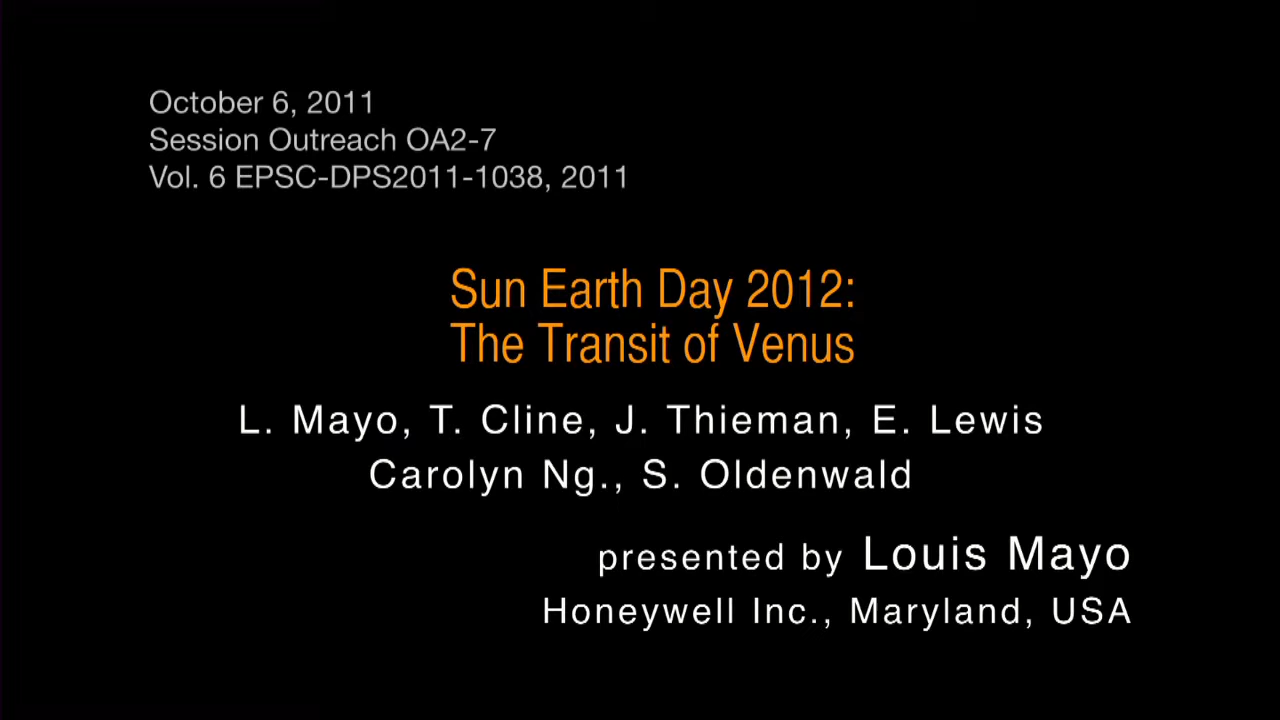 October 6, 2011
Session Outreach OA2-7
Vol. 6 EPSC-DPS2011-1038, 2011
Sun Earth Day 2012:
The Transit of Venus
L. Mayo, T. Cline, J. Thieman, E. Lewis
Carolyn Ng., S. Oldenwald
presented by Louis Mayo
Honeywell Inc., Maryland, USA